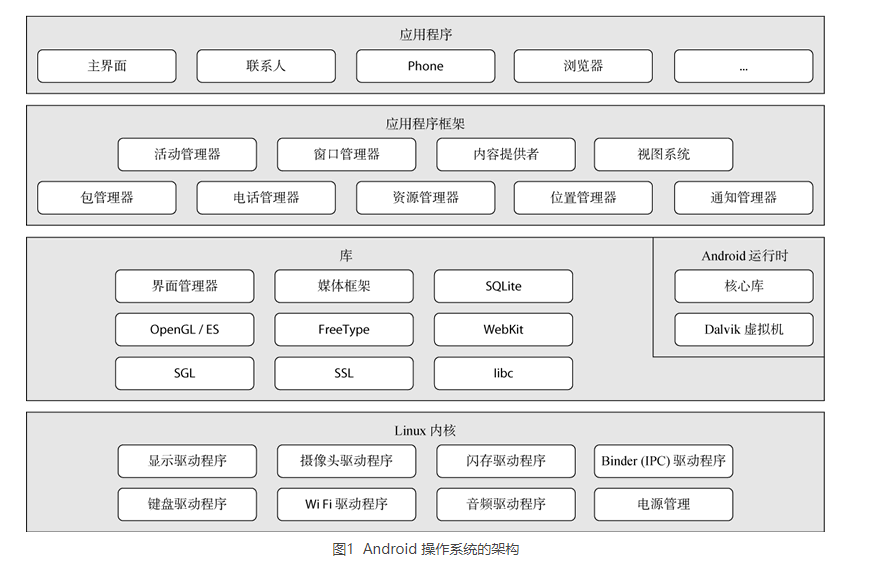 应用程序
主界面 联系人 Phone 浏览器 ...
应用程序框架
活动管理器 窗口管理器 内容提供者 视图系统
包管理器 电话管理器 资源管理器 位置管理器 通知管理器
库
界面管理器 媒体框架 SQLite
OpenGL / ES FreeType WebKit
SGL SSL libc
Android 运行时
核心库
Dalvik 虚拟机
Linux 内核
显示驱动程序 摄像头驱动程序 闪存驱动程序 Binder (IPC) 驱动程序
键盘驱动程序 Wi Fi 驱动程序 音频驱动程序 电源管理
图1 Android 操作系统的架构